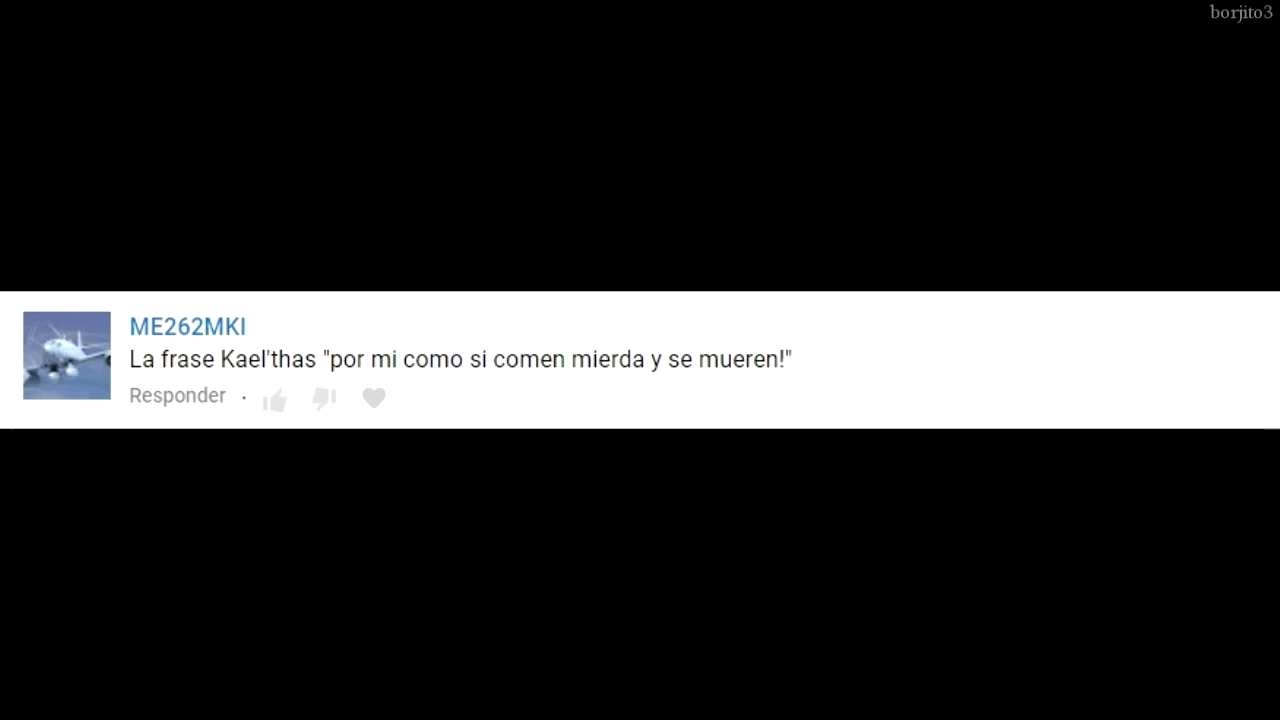 borjito3
ME262MKI
La frase Kael'thas "por mi como si comen mierda y se mueren!"
Responder ·